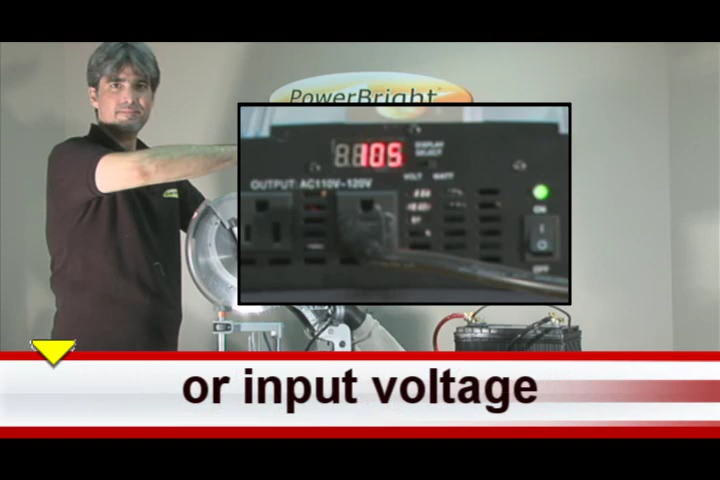 PowerBright
105
DISPLAY
SELECT
VOLT WATT
OUTPUT: AC110V~120V
ON
I
O
OFF
or input voltage